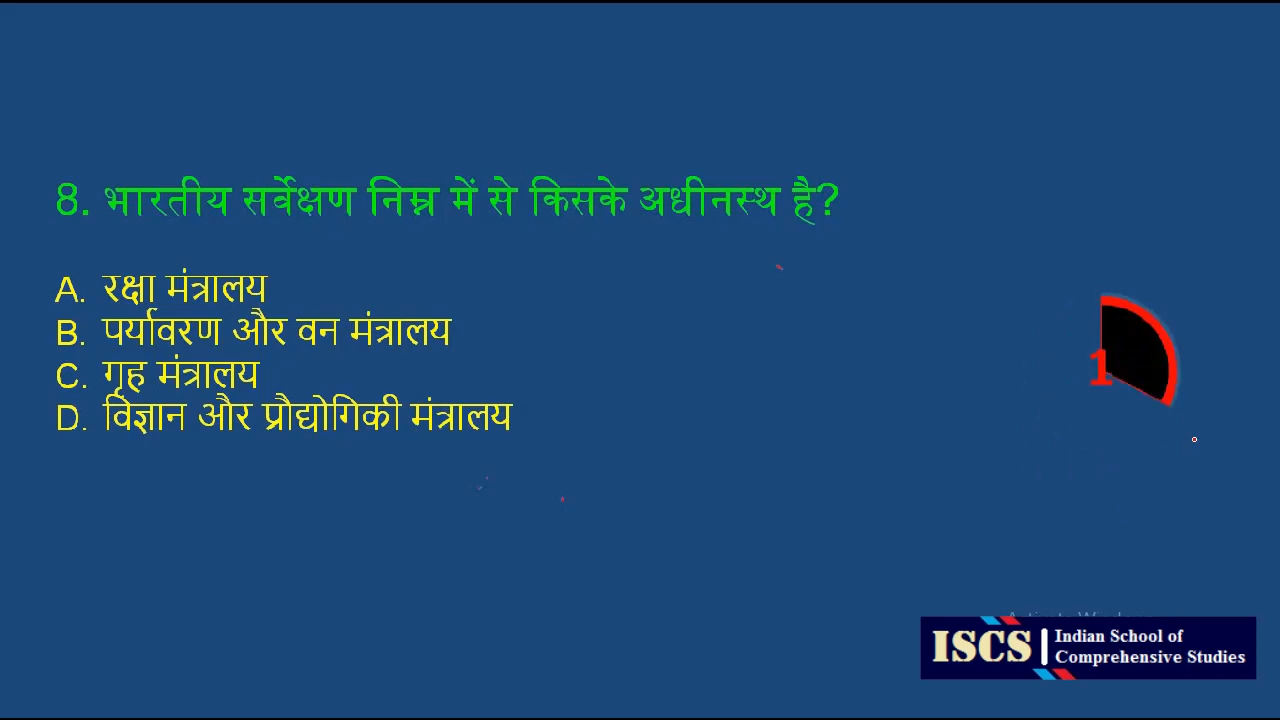 8. भारतीय सर्वेक्षण निम्न में से किसके अधीनस्थ है?
A. रक्षा मंत्रालय
B. पर्यावरण और वन मंत्रालय
C. गृह मंत्रालय
D. विज्ञान और प्रौद्योगिकी मंत्रालय
1
ISCS
Indian School of
Comprehensive Studies